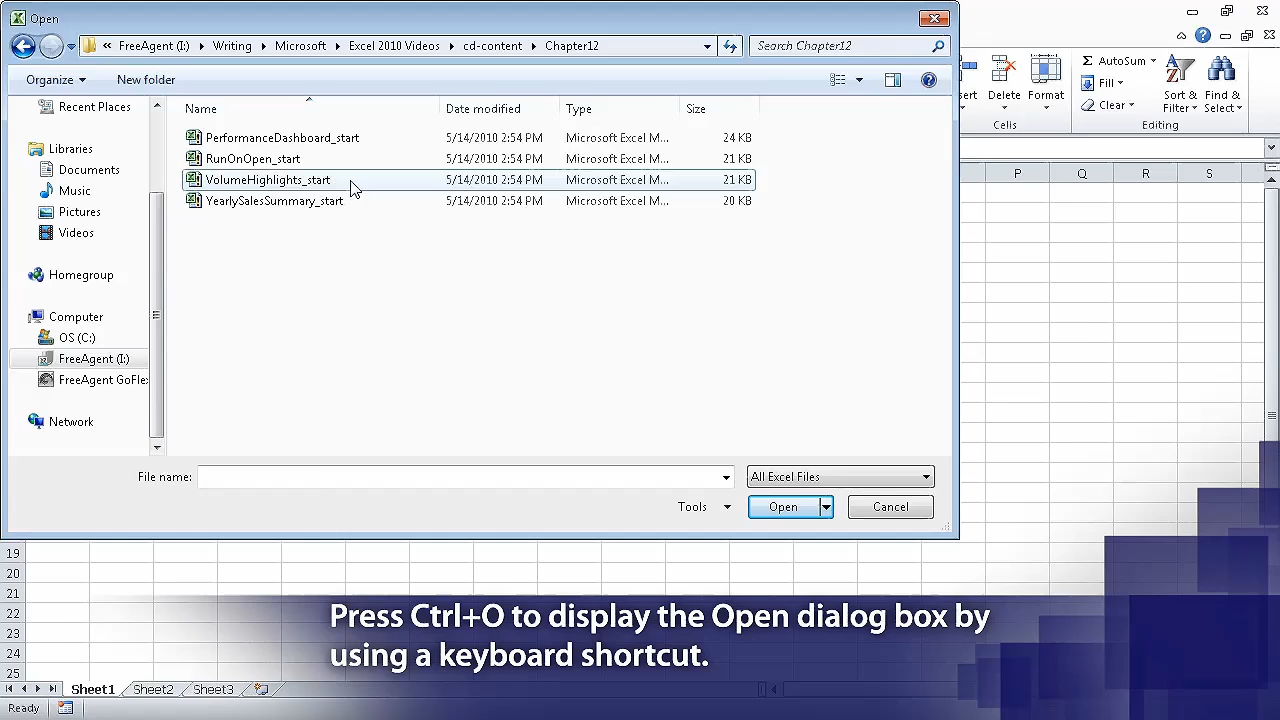 Open
« FreeAgent (I:) Writing Microsoft Excel 2010 Videos cd-content Chapter12
Search Chapter12
Organize New folder
Recent Places
Libraries
Documents
Music
Pictures
Videos
Homegroup
Computer
OS (C:)
FreeAgent (I:)
FreeAgent GoFle
Network
Name Date modified Type Size
PerformanceDashboard_start 5/14/2010 2:54 PM Microsoft Excel M... 24 KB
RunOnOpen_start 5/14/2010 2:54 PM Microsoft Excel M... 21 KB
VolumeHighlights_start 5/14/2010 2:54 PM Microsoft Excel M... 21 KB
YearlySalesSummary_start 5/14/2010 2:54 PM Microsoft Excel M... 20 KB
File name:
All Excel Files
Tools Open Cancel
Delete Format
Cells
Σ AutoSum
Fill
Clear
Sort & Filter
Find & Select
Editing
P Q R S
19
20
21
22
23
24
25
Press Ctrl+O to display the Open dialog box by
using a keyboard shortcut.
Sheet1 Sheet2 Sheet3
Ready